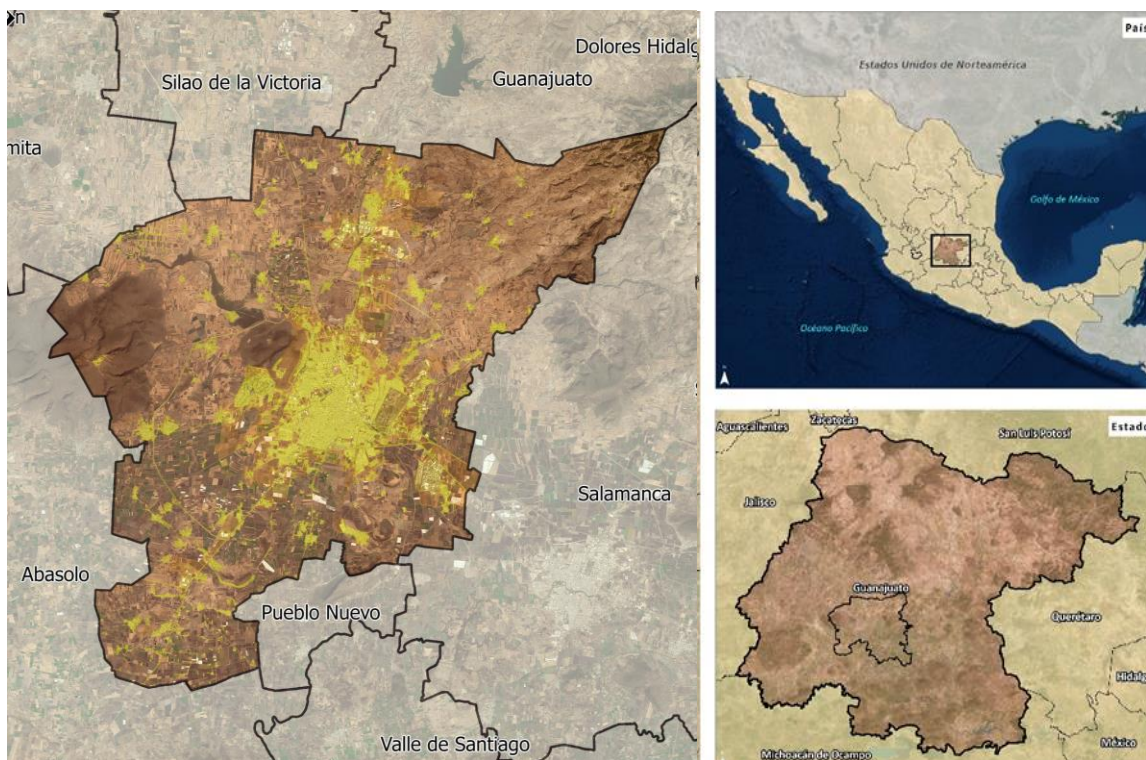 Dolores Hidalg
Silao de la Victoria
Guanajuato
mita
Salamanca
Abasolo
Pueblo Nuevo
Valle de Santiago
País
Estados Unidos de Norteamérica
Golfo de México
Océano Pacífico
N
Estado
Aguascalientes
Zacatecas
San Luis Potosí
Jalisco
Guanajuato
Querétaro
Hidalg
México
Michoacán de Ocampo